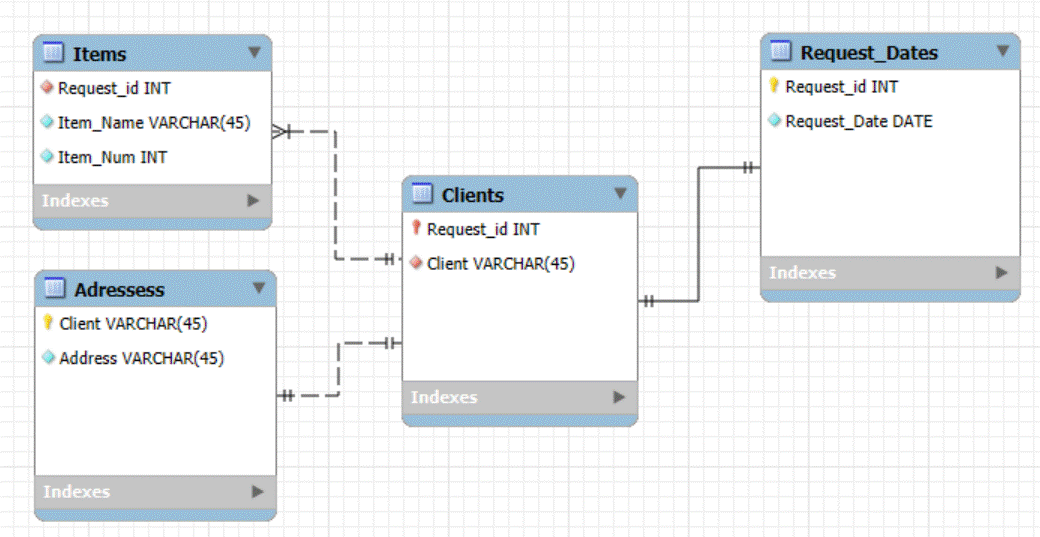 Items
Request_id INT
Item_Name VARCHAR(45)
Item_Num INT
Indexes
Adressess
Client VARCHAR(45)
Address VARCHAR(45)
Indexes
Clients
Request_id INT
Client VARCHAR(45)
Indexes
Request_Dates
Request_id INT
Request_Date DATE
Indexes